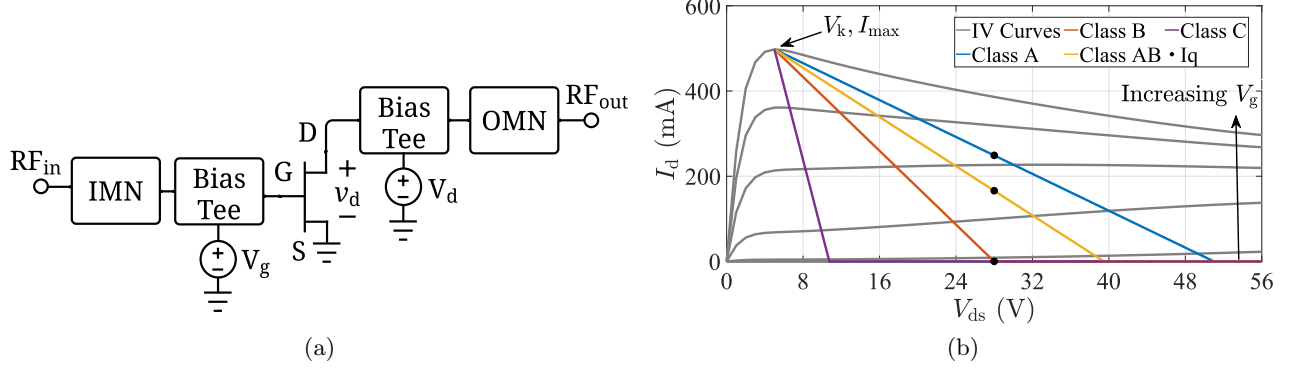 RF_in
IMN
Bias
Tee
+
−
V_g
G
D
S
+
v_d
−
Bias
Tee
+
−
V_d
OMN
RF_out
(a)
600
400
200
0
I_d (mA)
V_k, I_max
IV Curves Class B Class C
Class A Class AB • Iq
Increasing V_g
0 8 16 24 32 40 48 56
V_ds (V)
(b)